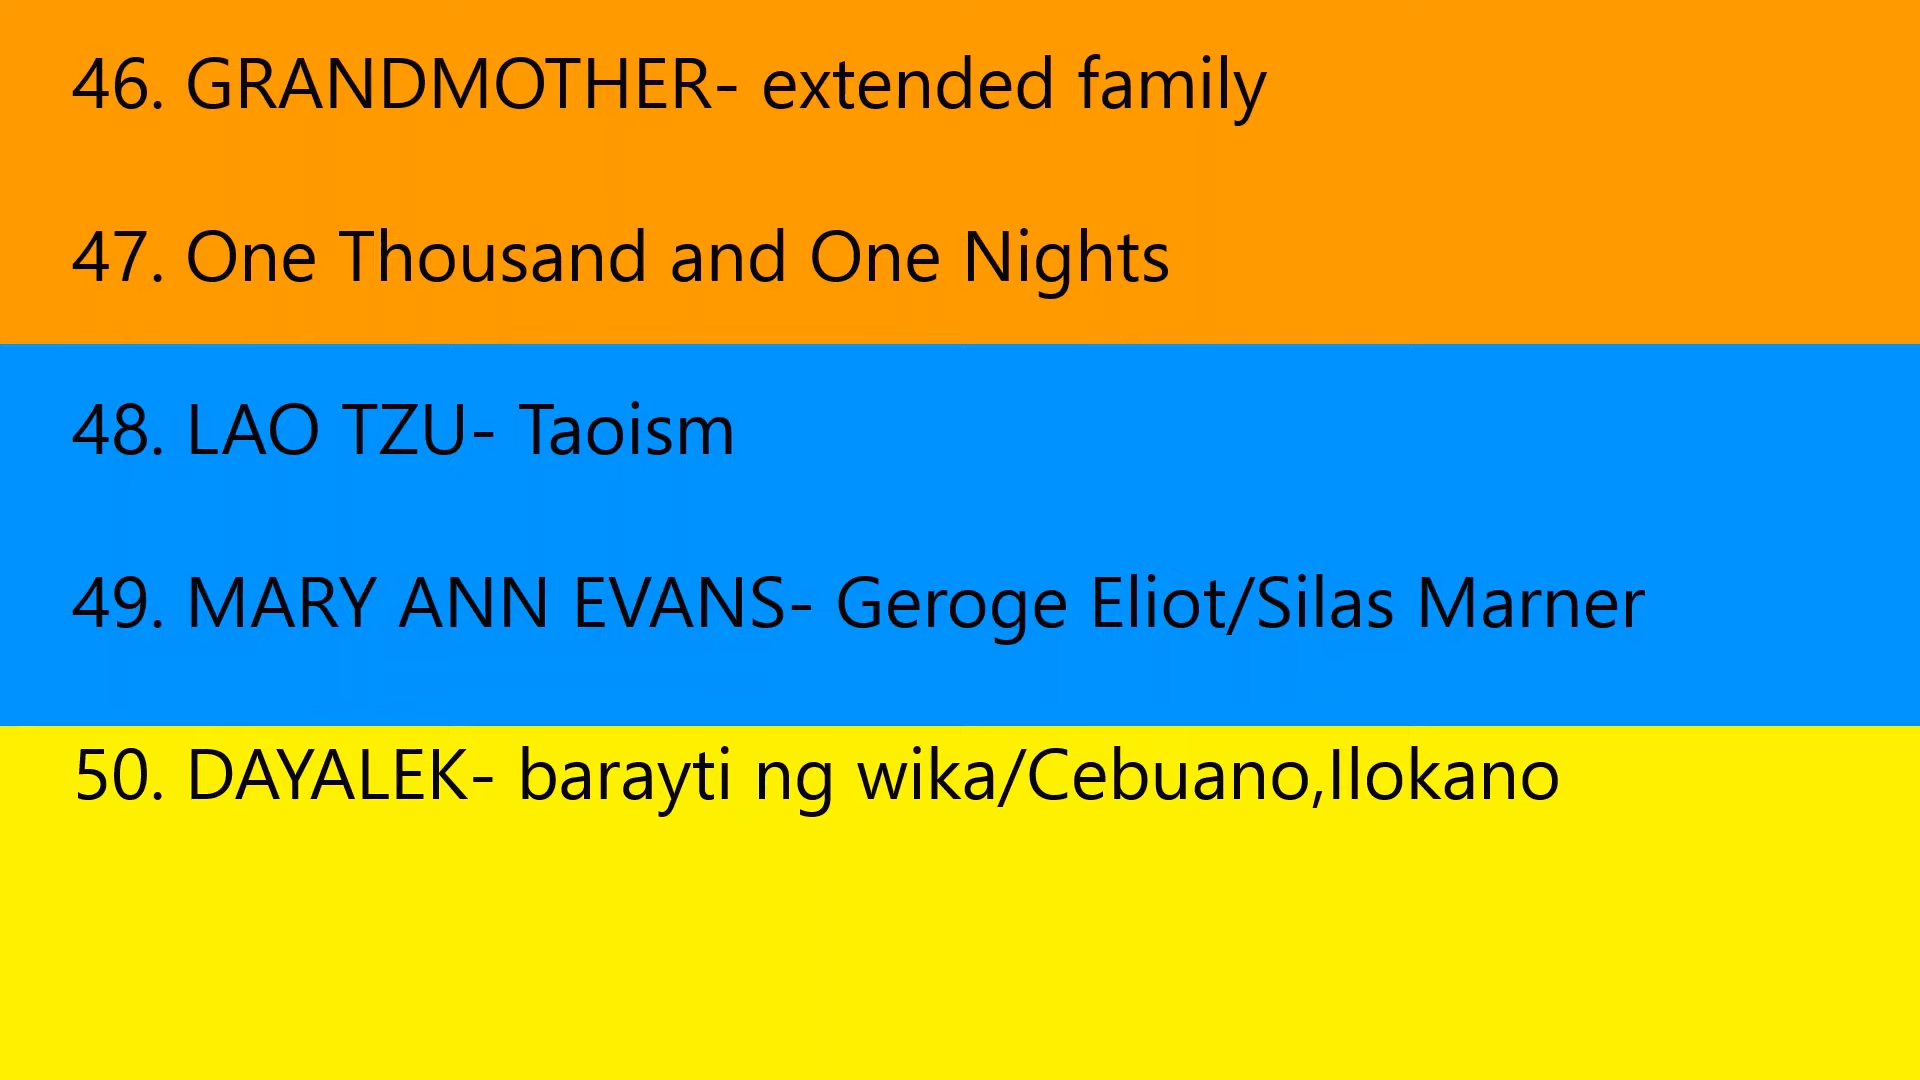 46. GRANDMOTHER- extended family
47. One Thousand and One Nights
48. LAO TZU- Taoism
49. MARY ANN EVANS- Geroge Eliot/Silas Marner
50. DAYALEK- barayti ng wika/Cebuano,Ilokano